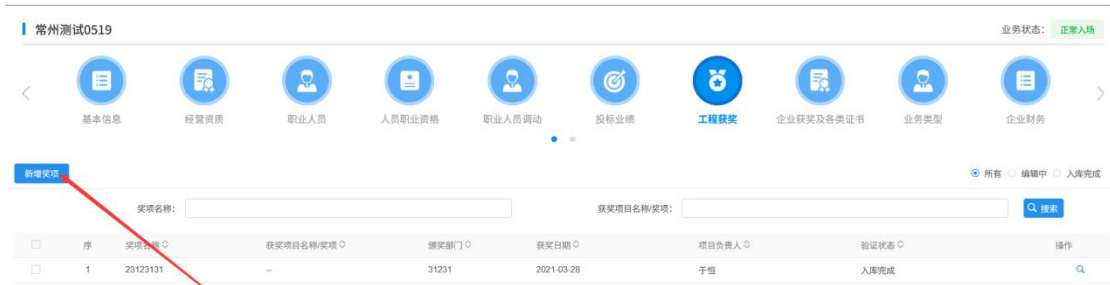 常州测试0519 业务状态： 正常入场
基本信息 经营资质 职业人员 人员职业资格 职业人员调动 投标业绩 工程获奖 企业获奖及各类证书 业务类型 企业财务
新增奖项 所有 编辑中 入库完成
奖项名称： 获奖项目名称/奖项： 搜索
序 奖项名称 获奖项目名称/奖项 颁奖部门 获奖日期 项目负责人 验证状态 操作
1 23123131 -- 31231 2021-03-28 于恒 入库完成